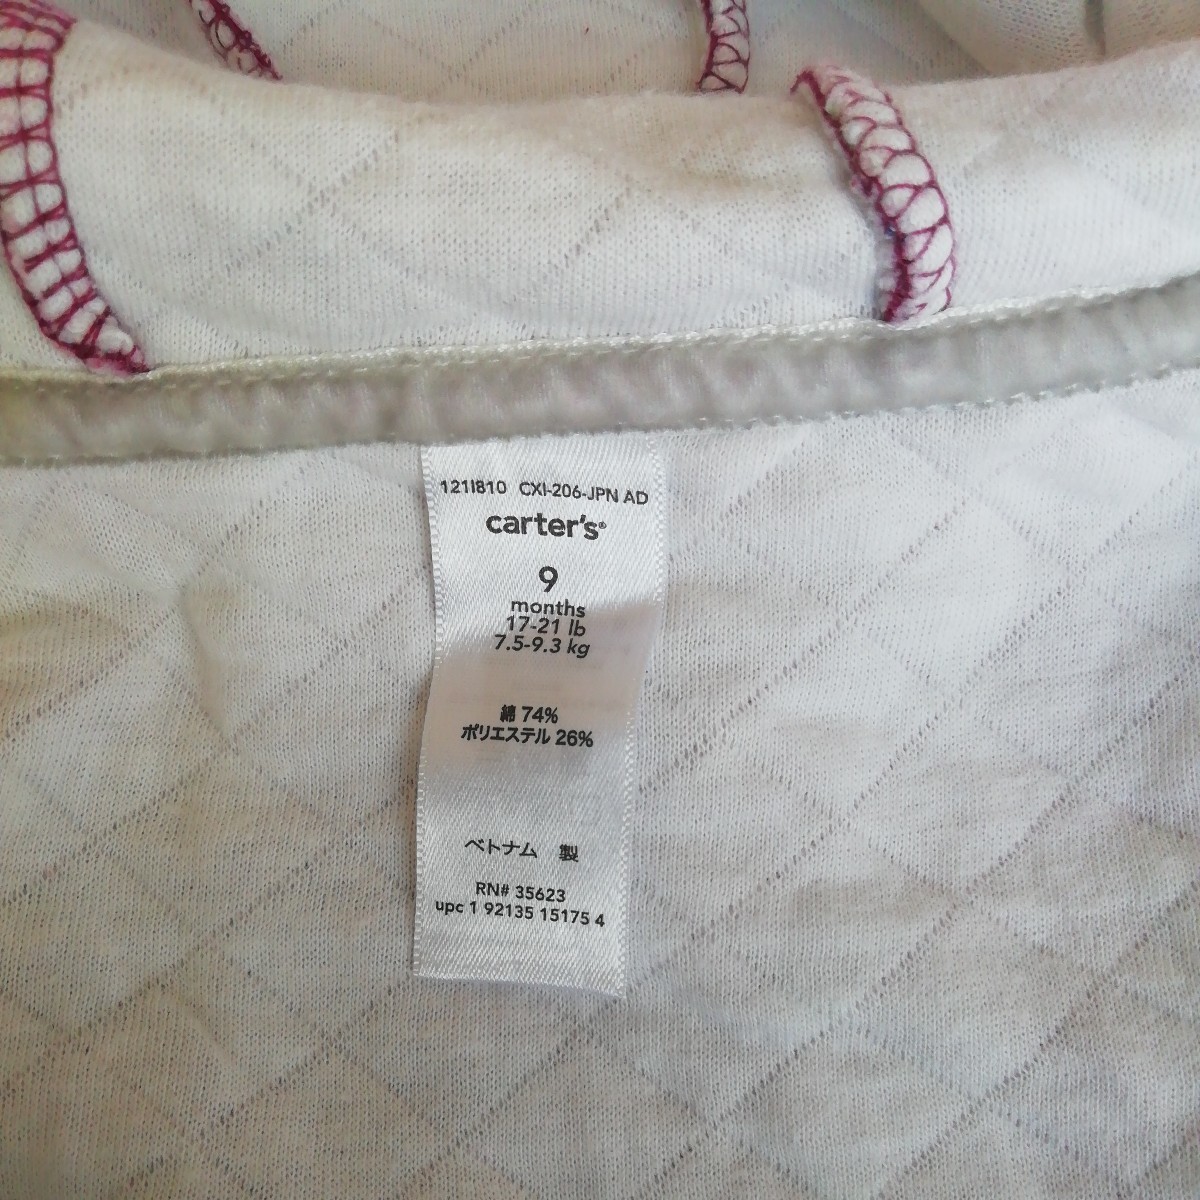 121I810 CXI-206-JPN AD
carter's®
9
months
17-21 lb
7.5-9.3 kg
綿 74%
ポリエステル 26%
ベトナム 製
RN# 35623
upc 1 92135 15175 4